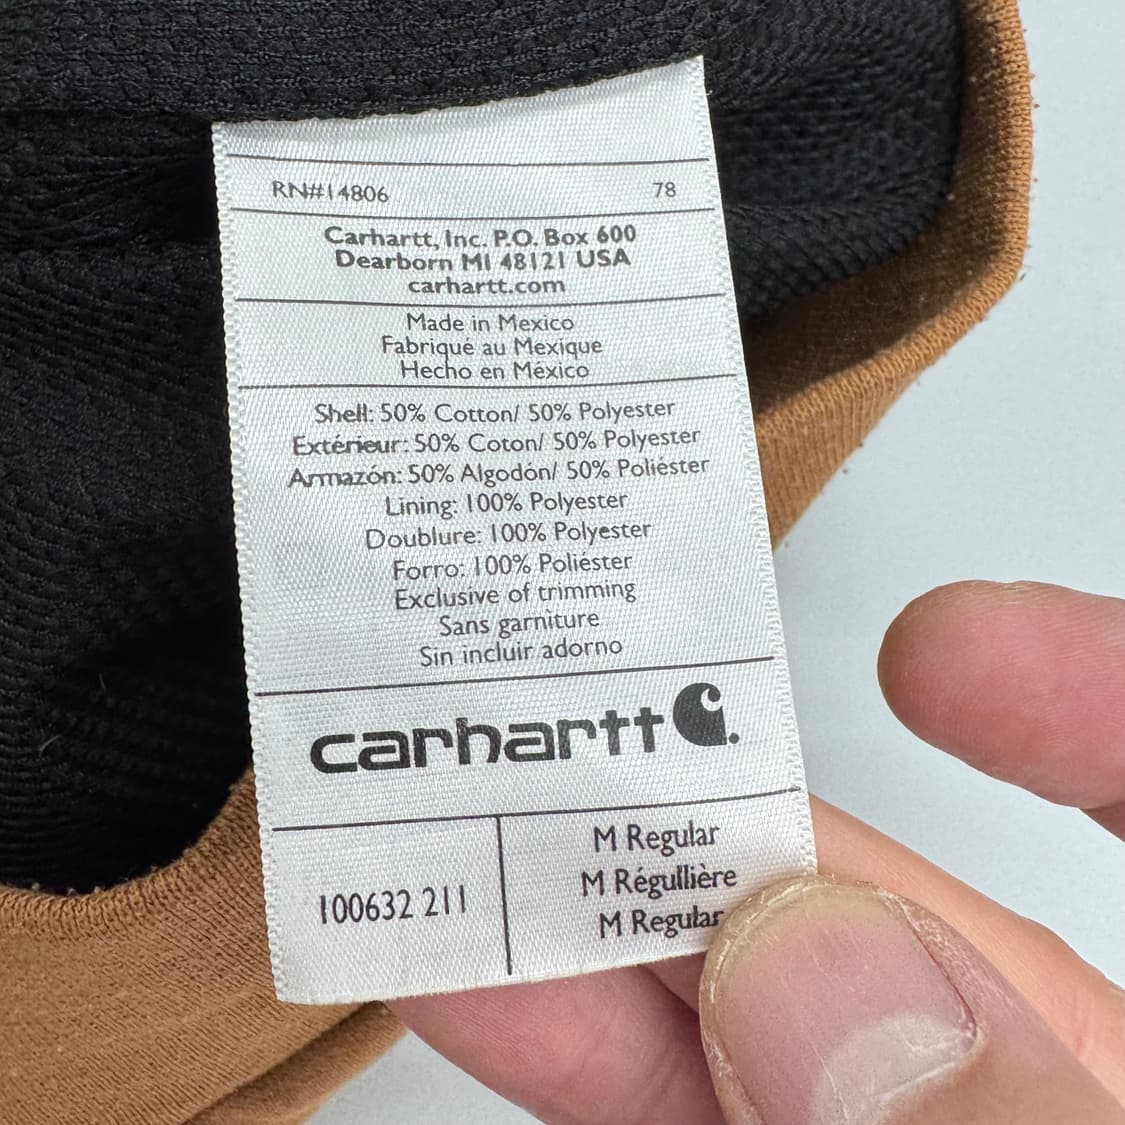 RN#14806 78
Carhartt, Inc. P.O. Box 600
Dearborn MI 48121 USA
carhartt.com
Made in Mexico
Fabriqué au Mexique
Hecho en México
Shell: 50% Cotton/ 50% Polyester
Extérieur: 50% Coton/ 50% Polyester
Armazón: 50% Algodón/ 50% Poliéster
Lining: 100% Polyester
Doublure: 100% Polyester
Forro: 100% Poliéster
Exclusive of trimming
Sans garniture
Sin incluir adorno
carhartt
100632 211
M Regular
M Régullière
M Regular